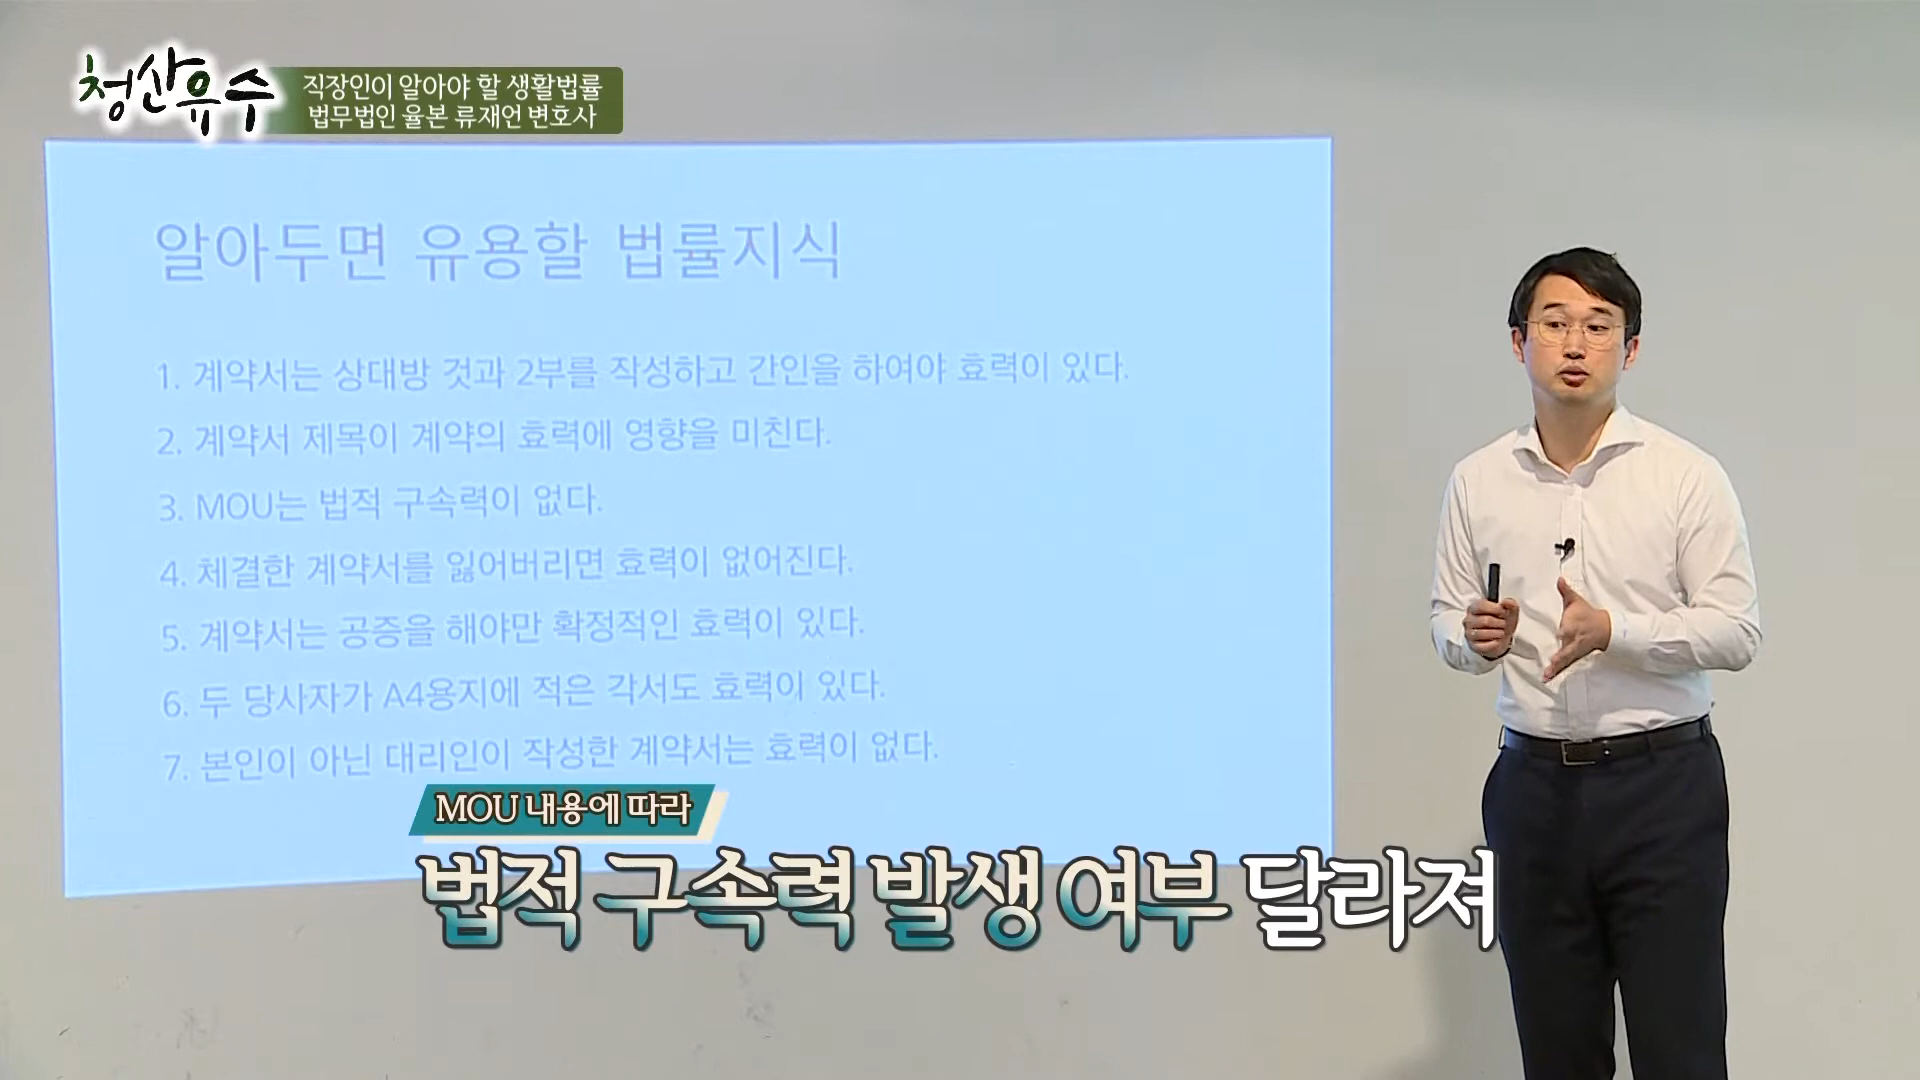 청산유수
직장인이 알아야 할 생활법률
법무법인 율본 류재언 변호사
알아두면 유용할 법률지식
1. 계약서는 상대방 것과 2부를 작성하고 간인을 하여야 효력이 있다.
2. 계약서 제목이 계약의 효력에 영향을 미친다.
3. MOU는 법적 구속력이 없다.
4. 체결한 계약서를 잃어버리면 효력이 없어진다.
5. 계약서는 공증을 해야만 확정적인 효력이 있다.
6. 두 당사자가 A4용지에 적은 각서도 효력이 있다.
7. 본인이 아닌 대리인이 작성한 계약서는 효력이 없다.
MOU 내용에 따라
법적 구속력 발생 여부 달라져